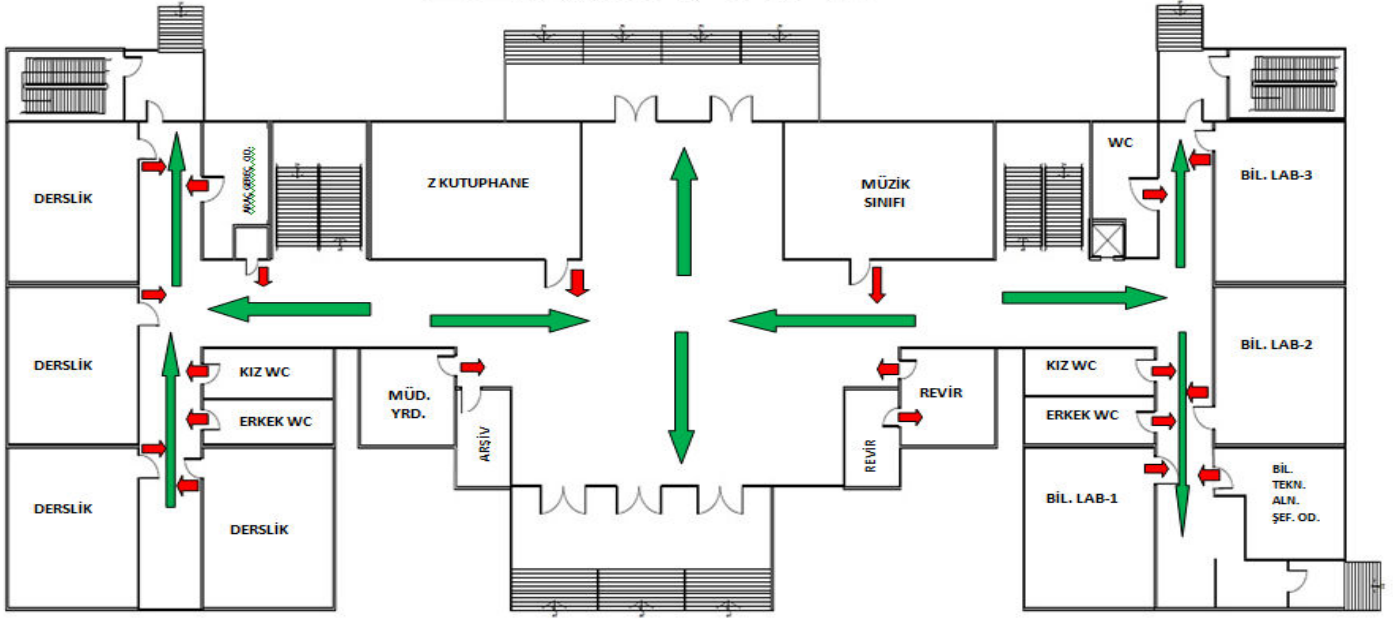 WC
BİL. LAB-3
DERSLİK
Z KUTUPHANE
MÜZİK
SINIFI
DERSLİK
KIZ WC
ERKEK WC
MÜD.
YRD.
ARŞİV
REVİR
REVİR
KIZ WC
ERKEK WC
BİL. LAB-2
DERSLİK
DERSLİK
BİL. LAB-1
BİL.
TEKN.
ALN.
ŞEF. OD.